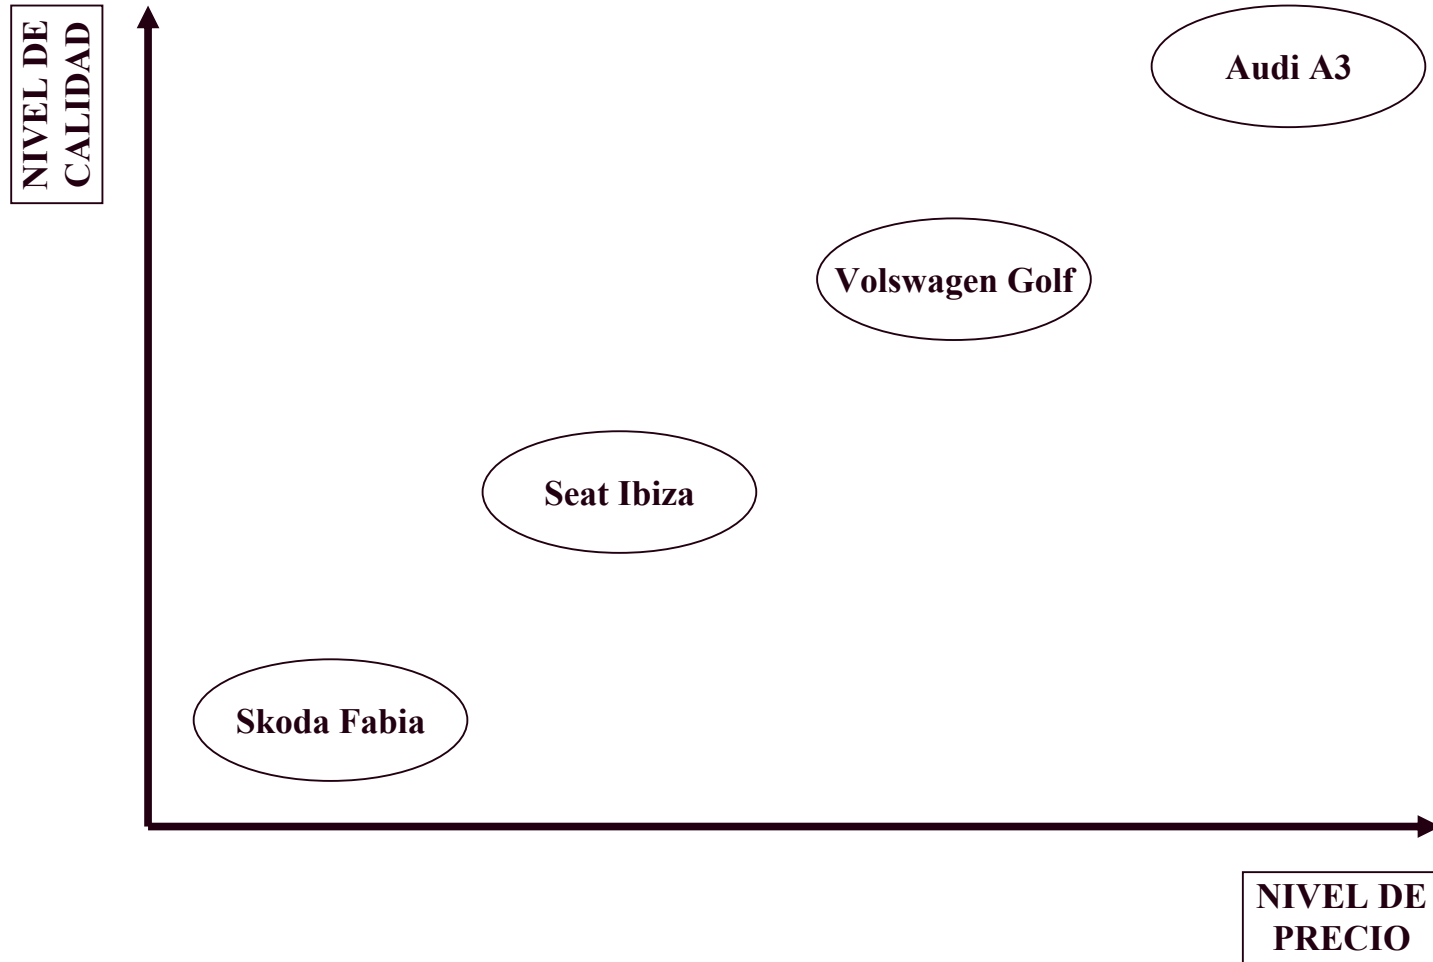 NIVEL DE
CALIDAD
Audi A3
Volswagen Golf
Seat Ibiza
Skoda Fabia
NIVEL DE
PRECIO